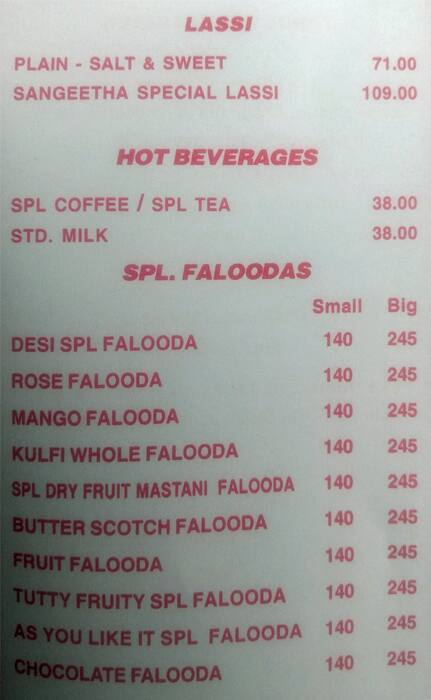 LASSI
PLAIN - SALT & SWEET 71.00
SANGEETHA SPECIAL LASSI 109.00
HOT BEVERAGES
SPL COFFEE / SPL TEA 38.00
STD. MILK 38.00
SPL. FALOODAS
Small Big
DESI SPL FALOODA 140 245
ROSE FALOODA 140 245
MANGO FALOODA 140 245
KULFI WHOLE FALOODA 140 245
SPL DRY FRUIT MASTANI FALOODA 140 245
BUTTER SCOTCH FALOODA 140 245
FRUIT FALOODA 140 245
TUTTY FRUITY SPL FALOODA 140 245
AS YOU LIKE IT SPL FALOODA 140 245
CHOCOLATE FALOODA 140 245